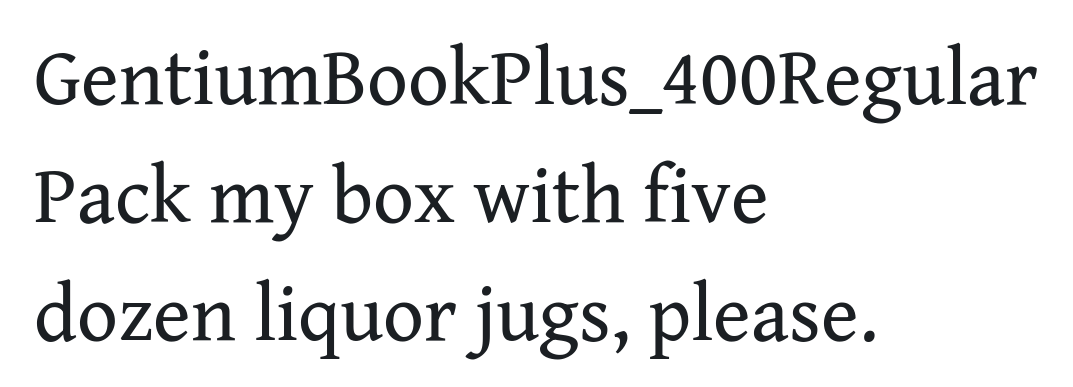 GentiumBookPlus_400Regular
Pack my box with five
dozen liquor jugs, please.